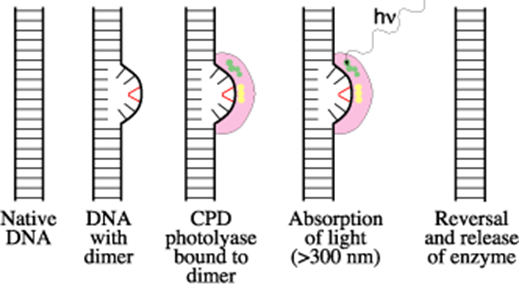 hν
Native
DNA
DNA
with
dimer
CPD
photolyase
bound to
dimer
Absorption
of light
(>300 nm)
Reversal
and release
of enzyme